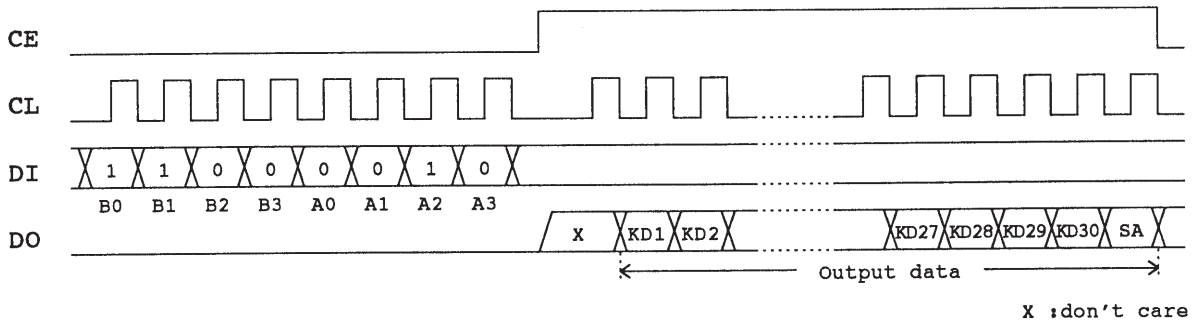 CE
CL
DI 1 1 0 0 0 0 1 0
B0 B1 B2 B3 A0 A1 A2 A3
DO X KD1 KD2 KD27 KD28 KD29 KD30 SA
Output data
X :don't care